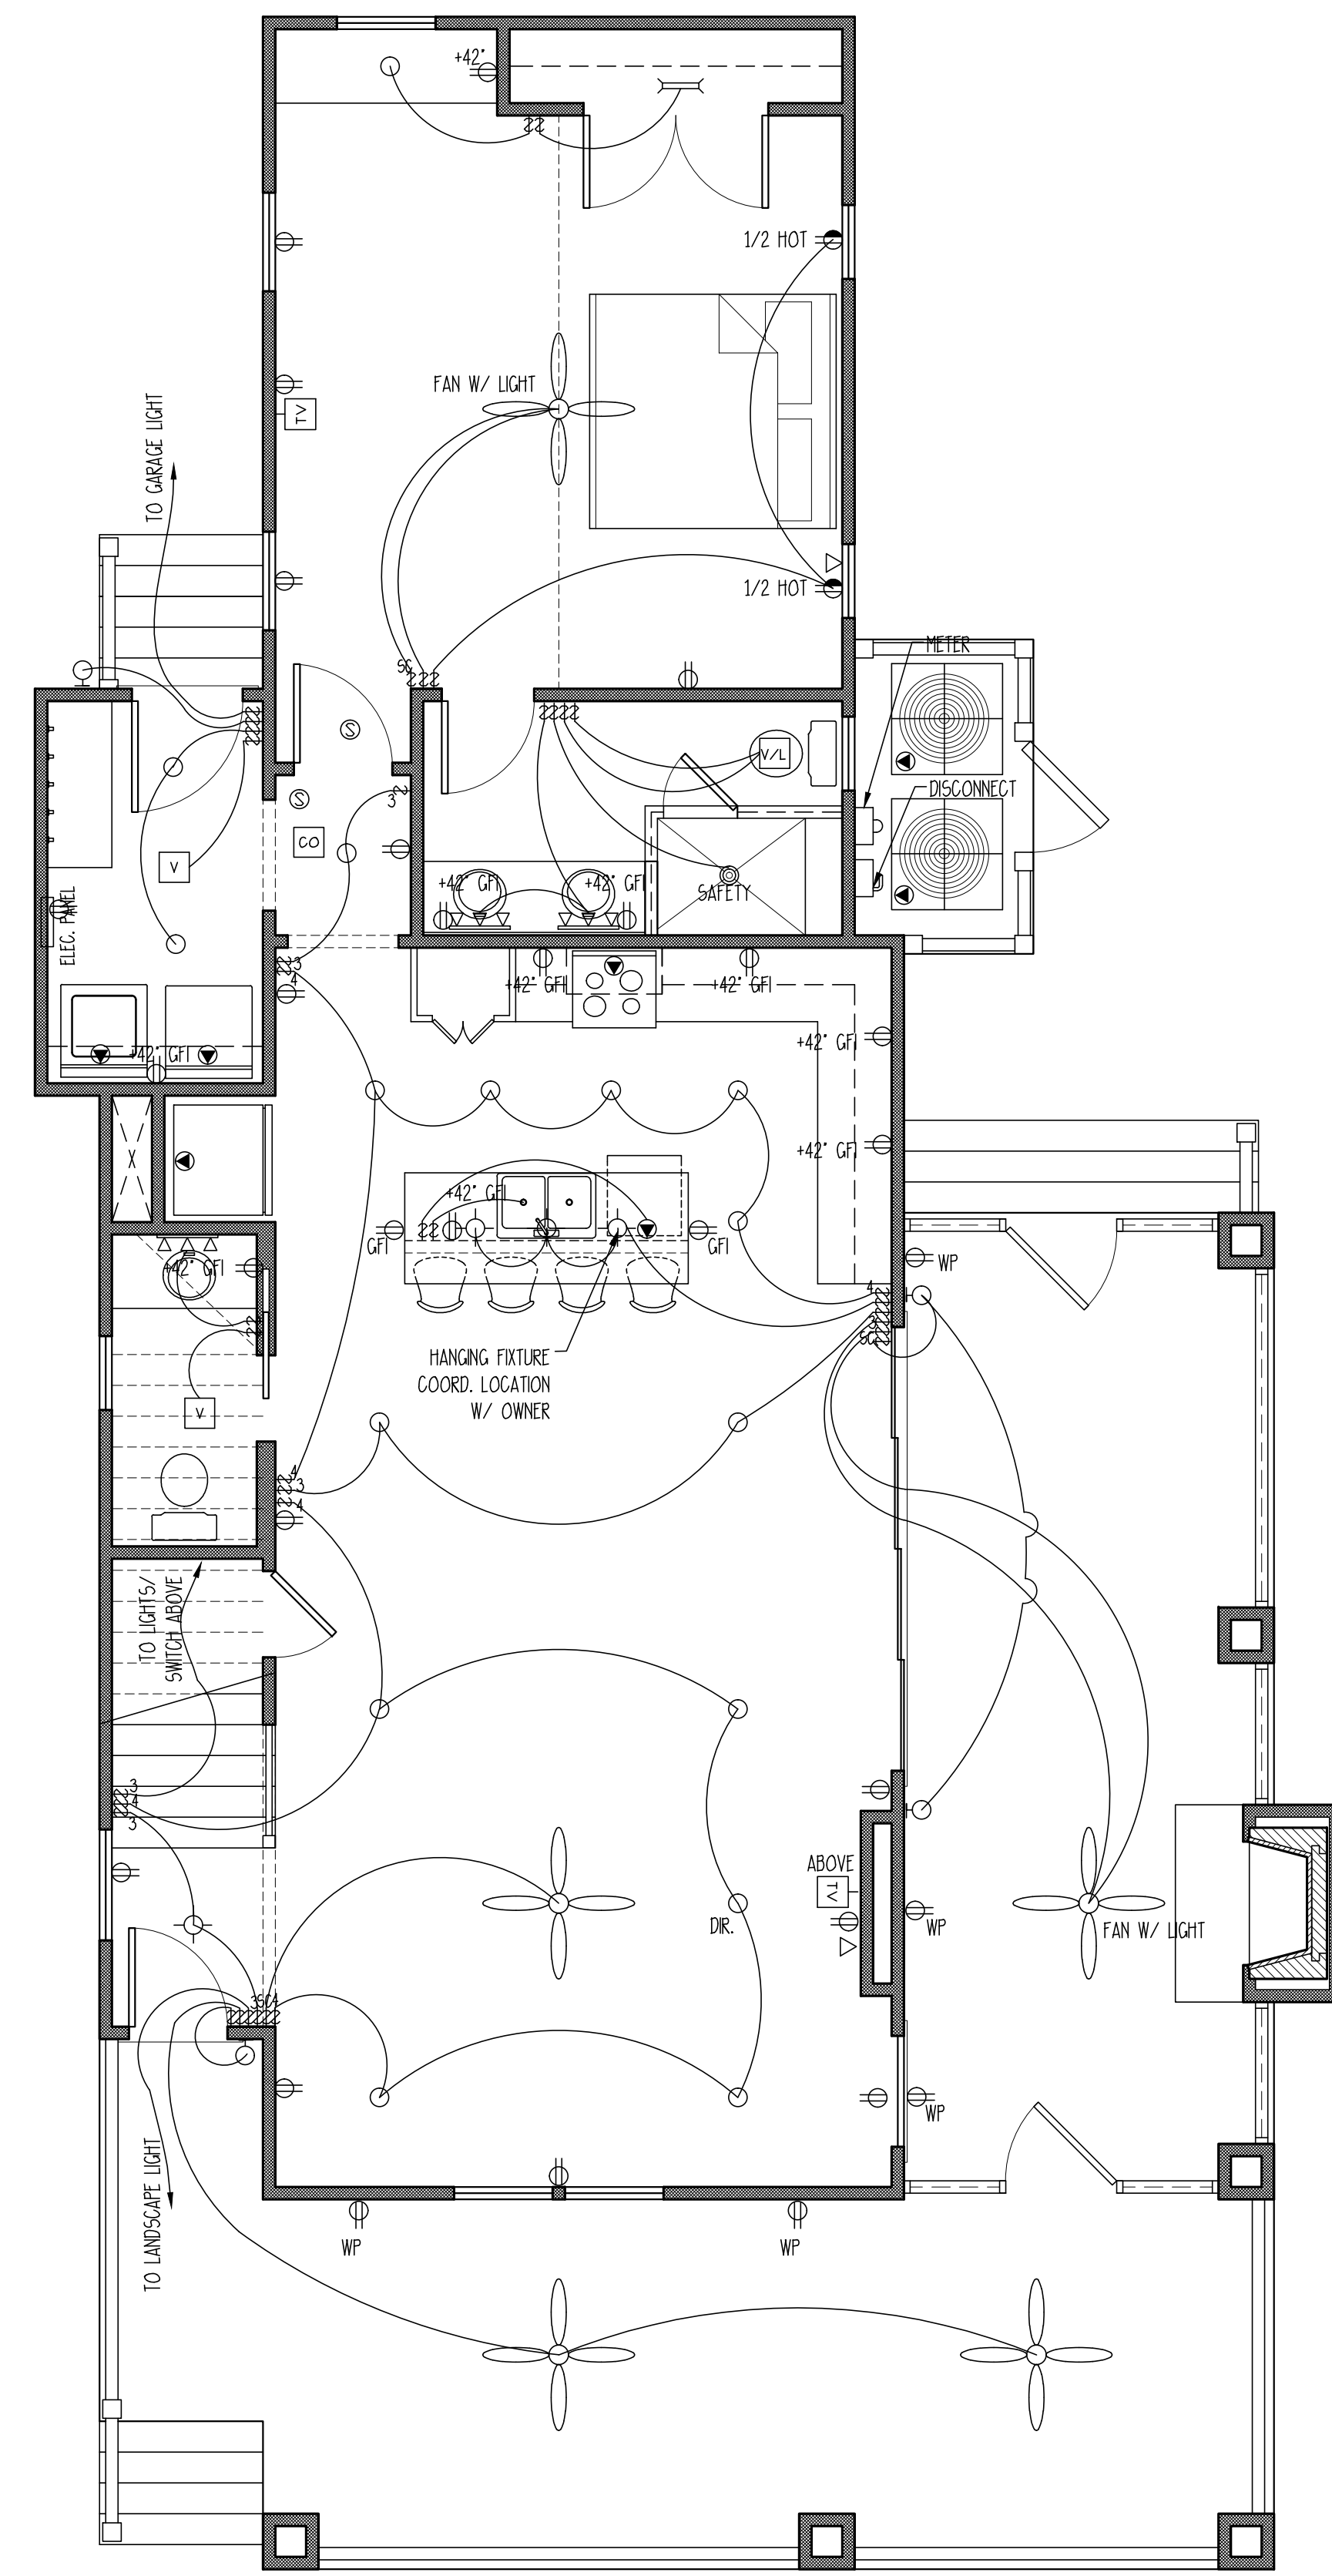 +42"
1/2 HOT
FAN W/ LIGHT
TV
TO GARAGE LIGHT
1/2 HOT
SC
METER
S
V/L
DISCONNECT
3
S
CO
V
+42" GFI
+42" GFI
SAFETY
ELEC. PANEL
3
4
+42" GFI
+42" GFI
+42" GFI
+42" GFI
+42" GFI
+42" GFI
GFI
GFI
WP
+42" GFI
4
3
SC
HANGING FIXTURE
COORD. LOCATION
W/ OWNER
V
4
3
4
TO LIGHTS/
SWITCH ABOVE
3
4
3
ABOVE
TV
DIR.
WP
FAN W/ LIGHT
3SC4
WP
TO LANDSCAPE LIGHT
WP
WP